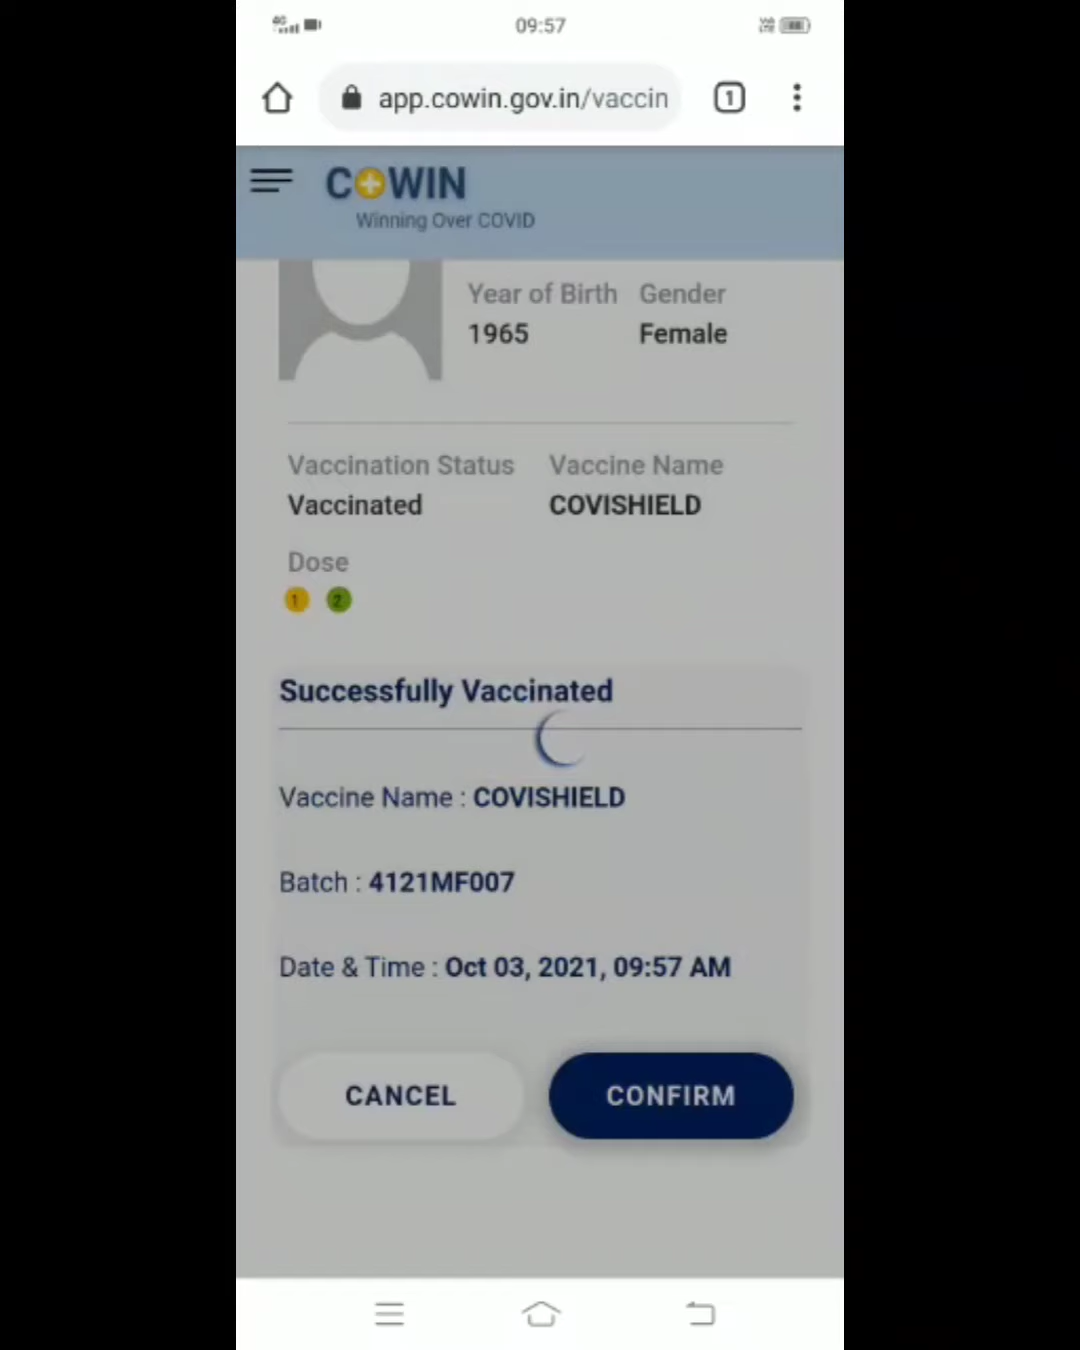 4G
09:57
app.cowin.gov.in/vaccin
1
COWIN
Winning Over COVID
Year of Birth Gender
1965 Female
Vaccination Status Vaccine Name
Vaccinated COVISHIELD
Dose
1 2
Successfully Vaccinated
Vaccine Name : COVISHIELD
Batch : 4121MF007
Date & Time : Oct 03, 2021, 09:57 AM
CANCEL CONFIRM